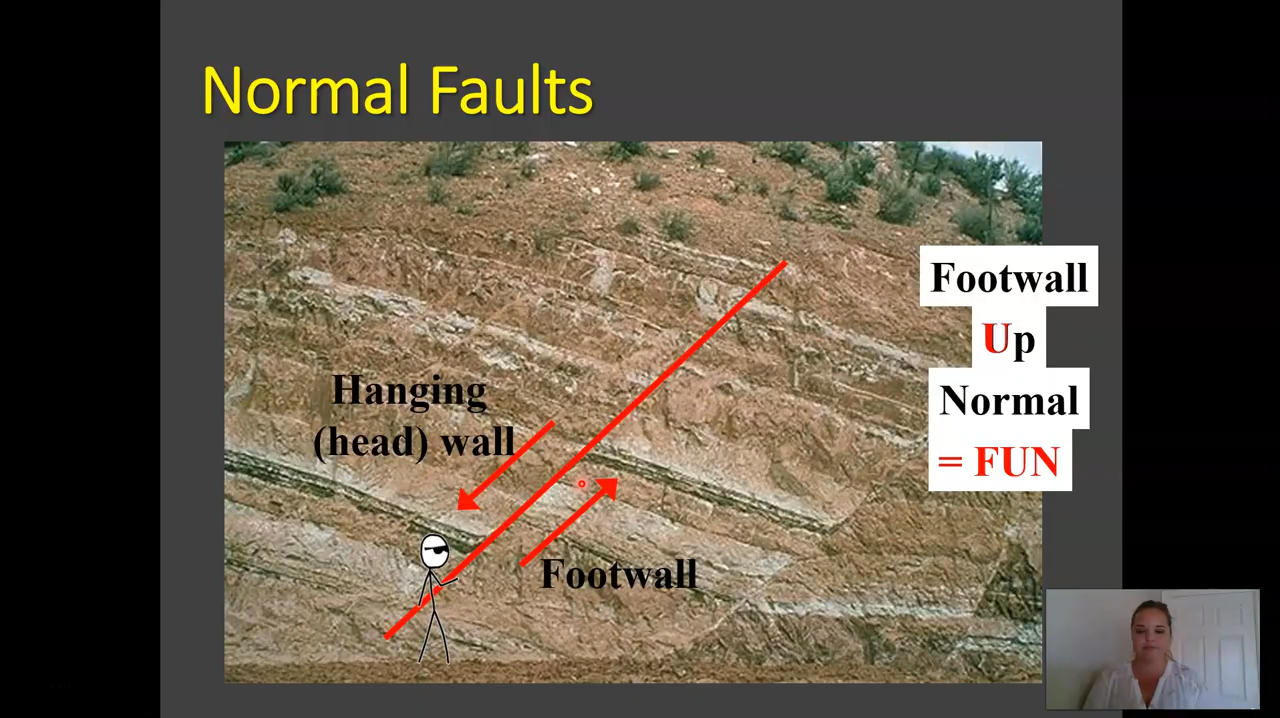 Normal Faults
Hanging
(head) wall
Footwall
Footwall
Up
Normal
= FUN